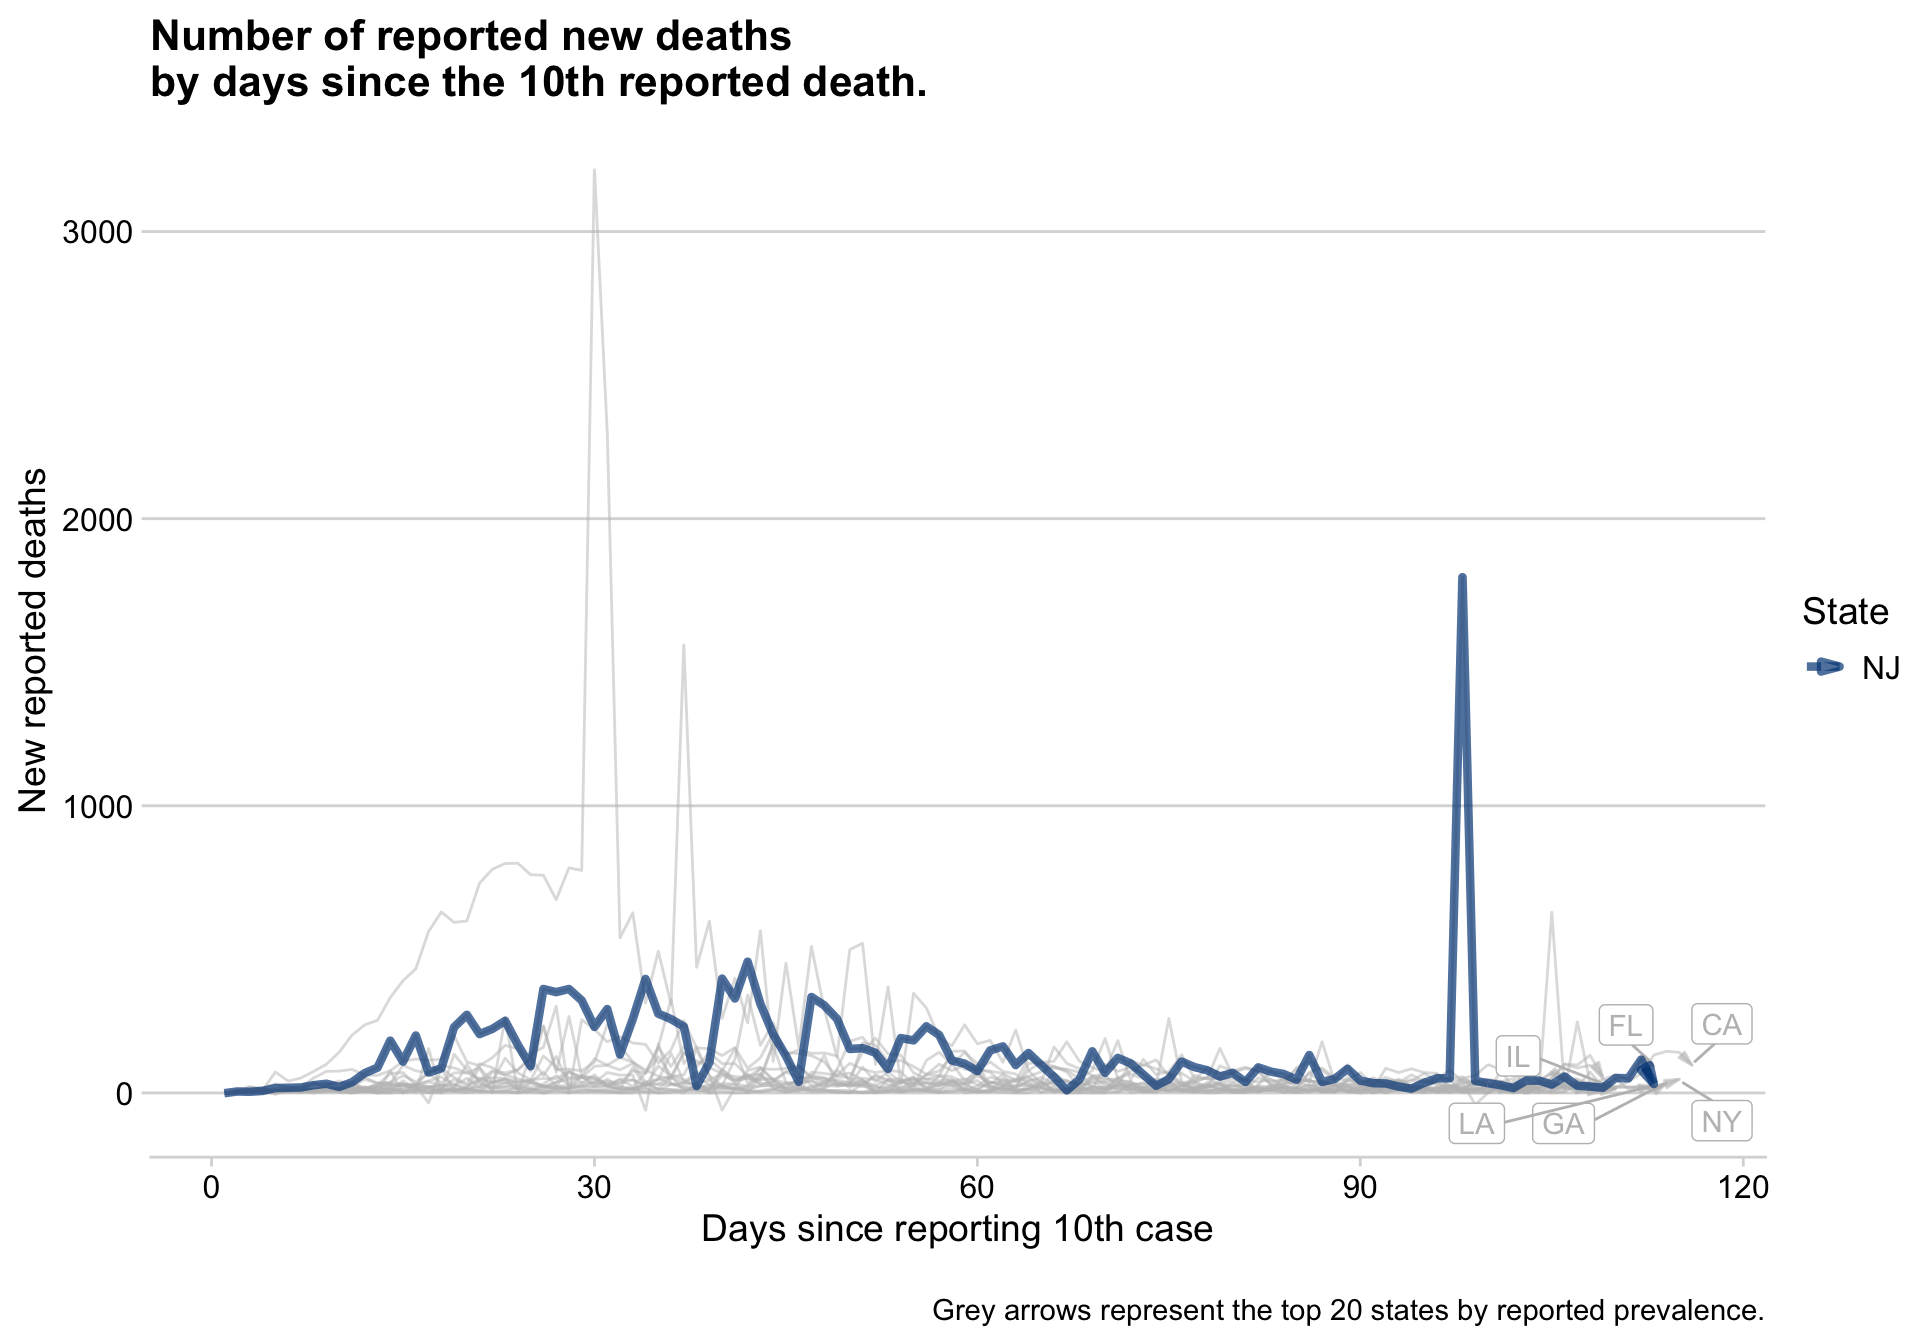 Number of reported new deaths
by days since the 10th reported death.
3000
2000
1000
0
New reported deaths
0 30 60 90 120
Days since reporting 10th case
State
NJ
FL
CA
IL
LA
GA
NY
Grey arrows represent the top 20 states by reported prevalence.